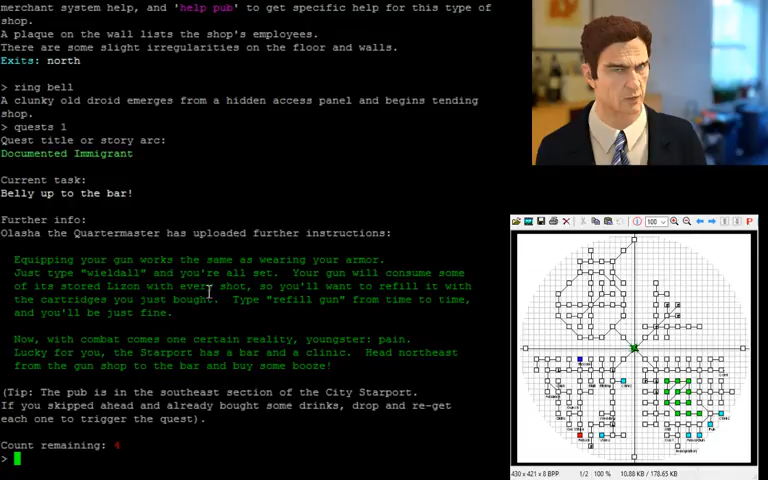 merchant system help, and 'help pub' to get specific help for this type of
shop.
A plaque on the wall lists the shop's employees.
There are some slight irregularities on the floor and walls.
Exits: north
> ring bell
A clunky old droid emerges from a hidden access panel and begins tending
shop.
> quests 1
Quest title or story arc:
Documented Immigrant
Current task:
Belly up to the bar!
Further info:
Olasha the Quartermaster has uploaded further instructions:
Equipping your gun works the same as wearing your armor.
Just type "wieldall" and you're all set. Your gun will consume some
of its stored Lizon with every shot, so you'll want to refill it with
the cartridges you just bought. Type "refill gun" from time to time,
and you'll be just fine.
Now, with combat comes one certain reality, youngster: pain.
Lucky for you, the Starport has a bar and a clinic. Head northeast
from the gun shop to the bar and buy some booze!
(Tip: The pub is in the southeast section of the City Starport.
If you skipped ahead and already bought some drinks, drop and re-get
each one to trigger the quest).
Count remaining: 4
>
100
430 x 421 x 8 BPP
1/2
100 %
10.88 KB / 178.65 KB